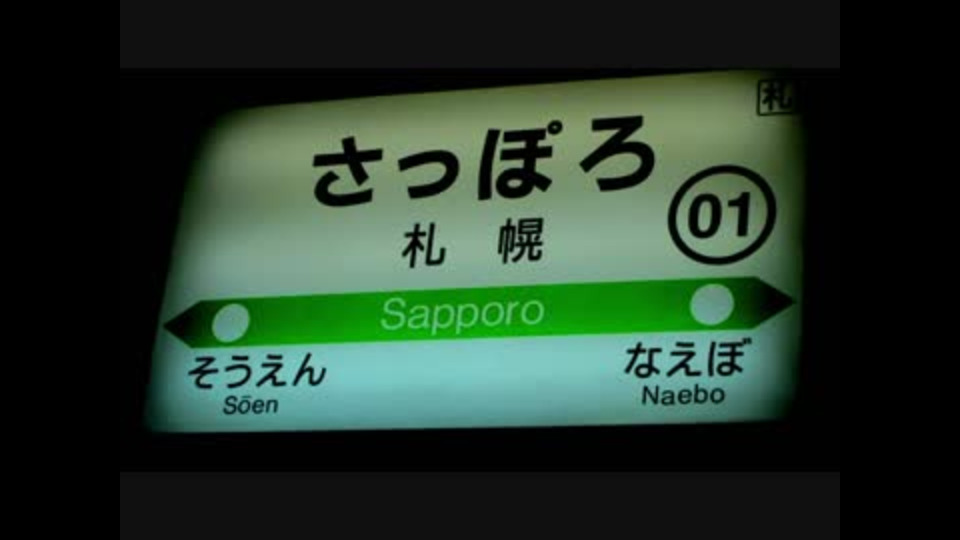 札
さっぽろ
01
札 幌
Sapporo
そうえん
Sōen
なえぼ
Naebo